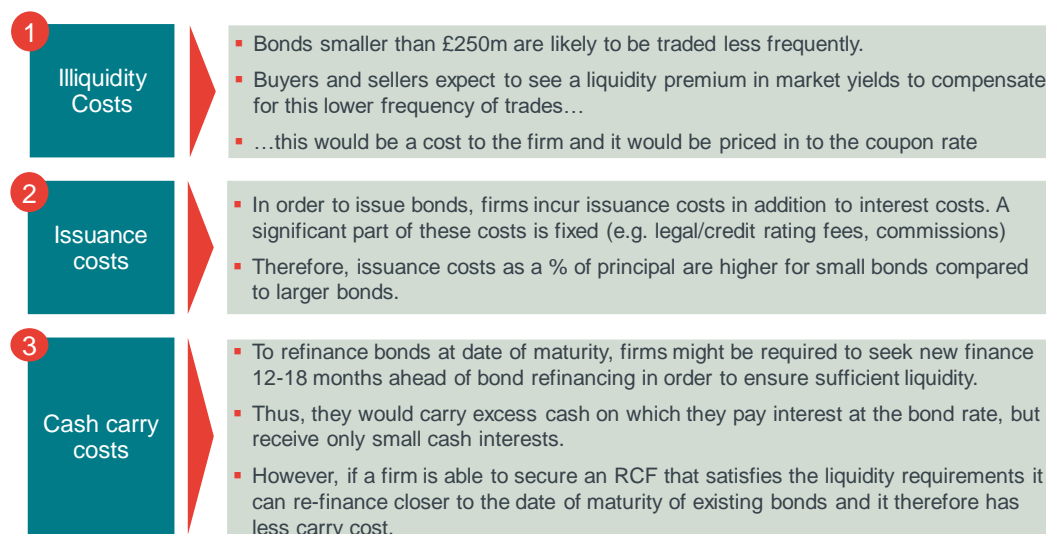 1
Illiquidity
Costs
▪ Bonds smaller than £250m are likely to be traded less frequently.
▪ Buyers and sellers expect to see a liquidity premium in market yields to compensate
for this lower frequency of trades…
▪ …this would be a cost to the firm and it would be priced in to the coupon rate
2
Issuance
costs
▪ In order to issue bonds, firms incur issuance costs in addition to interest costs. A
significant part of these costs is fixed (e.g. legal/credit rating fees, commissions)
▪ Therefore, issuance costs as a % of principal are higher for small bonds compared
to larger bonds.
3
Cash carry
costs
▪ To refinance bonds at date of maturity, firms might be required to seek new finance
12-18 months ahead of bond refinancing in order to ensure sufficient liquidity.
▪ Thus, they would carry excess cash on which they pay interest at the bond rate, but
receive only small cash interests.
▪ However, if a firm is able to secure an RCF that satisfies the liquidity requirements it
can re-finance closer to the date of maturity of existing bonds and it therefore has
less carry cost.